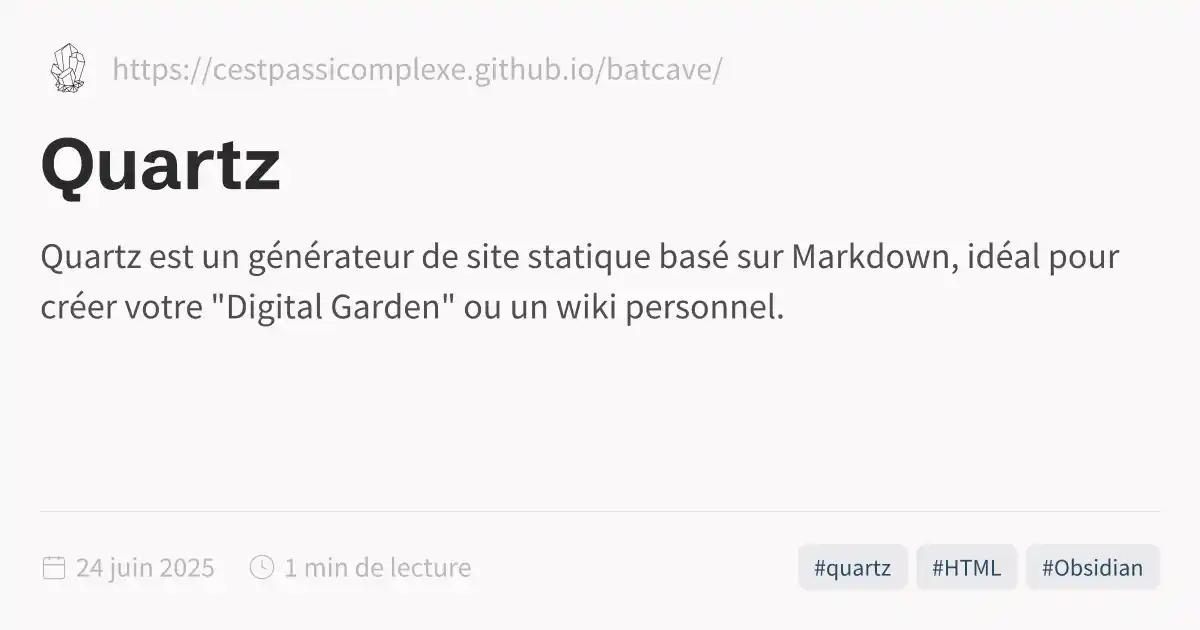 https://cestpassicomplexe.github.io/batcave/
Quartz
Quartz est un générateur de site statique basé sur Markdown, idéal pour
créer votre "Digital Garden" ou un wiki personnel.
24 juin 2025 1 min de lecture #quartz #HTML #Obsidian